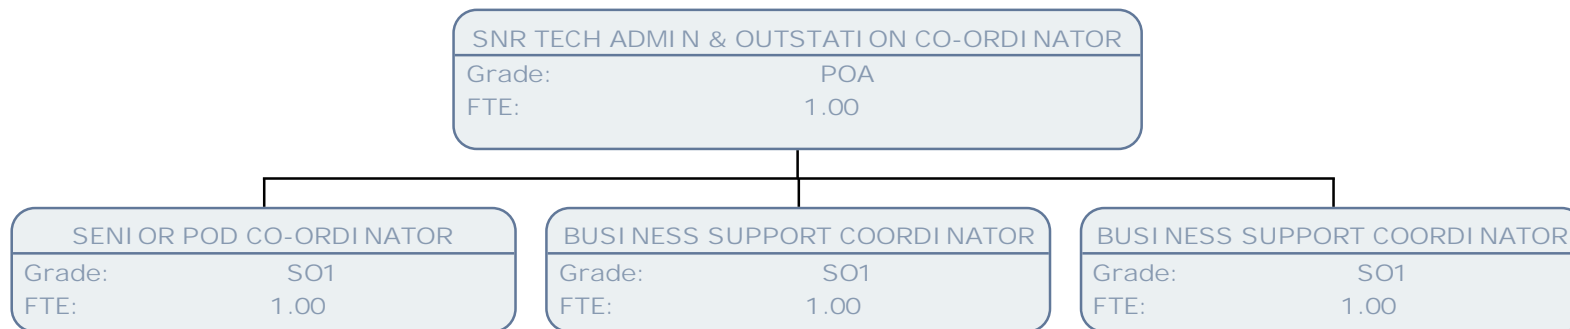 SNR TECH ADMIN & OUTSTATION CO-ORDINATOR
Grade: POA
FTE: 1.00
SENIOR POD CO-ORDINATOR
Grade: SO1
FTE: 1.00
BUSINESS SUPPORT COORDINATOR
Grade: SO1
FTE: 1.00
BUSINESS SUPPORT COORDINATOR
Grade: SO1
FTE: 1.00